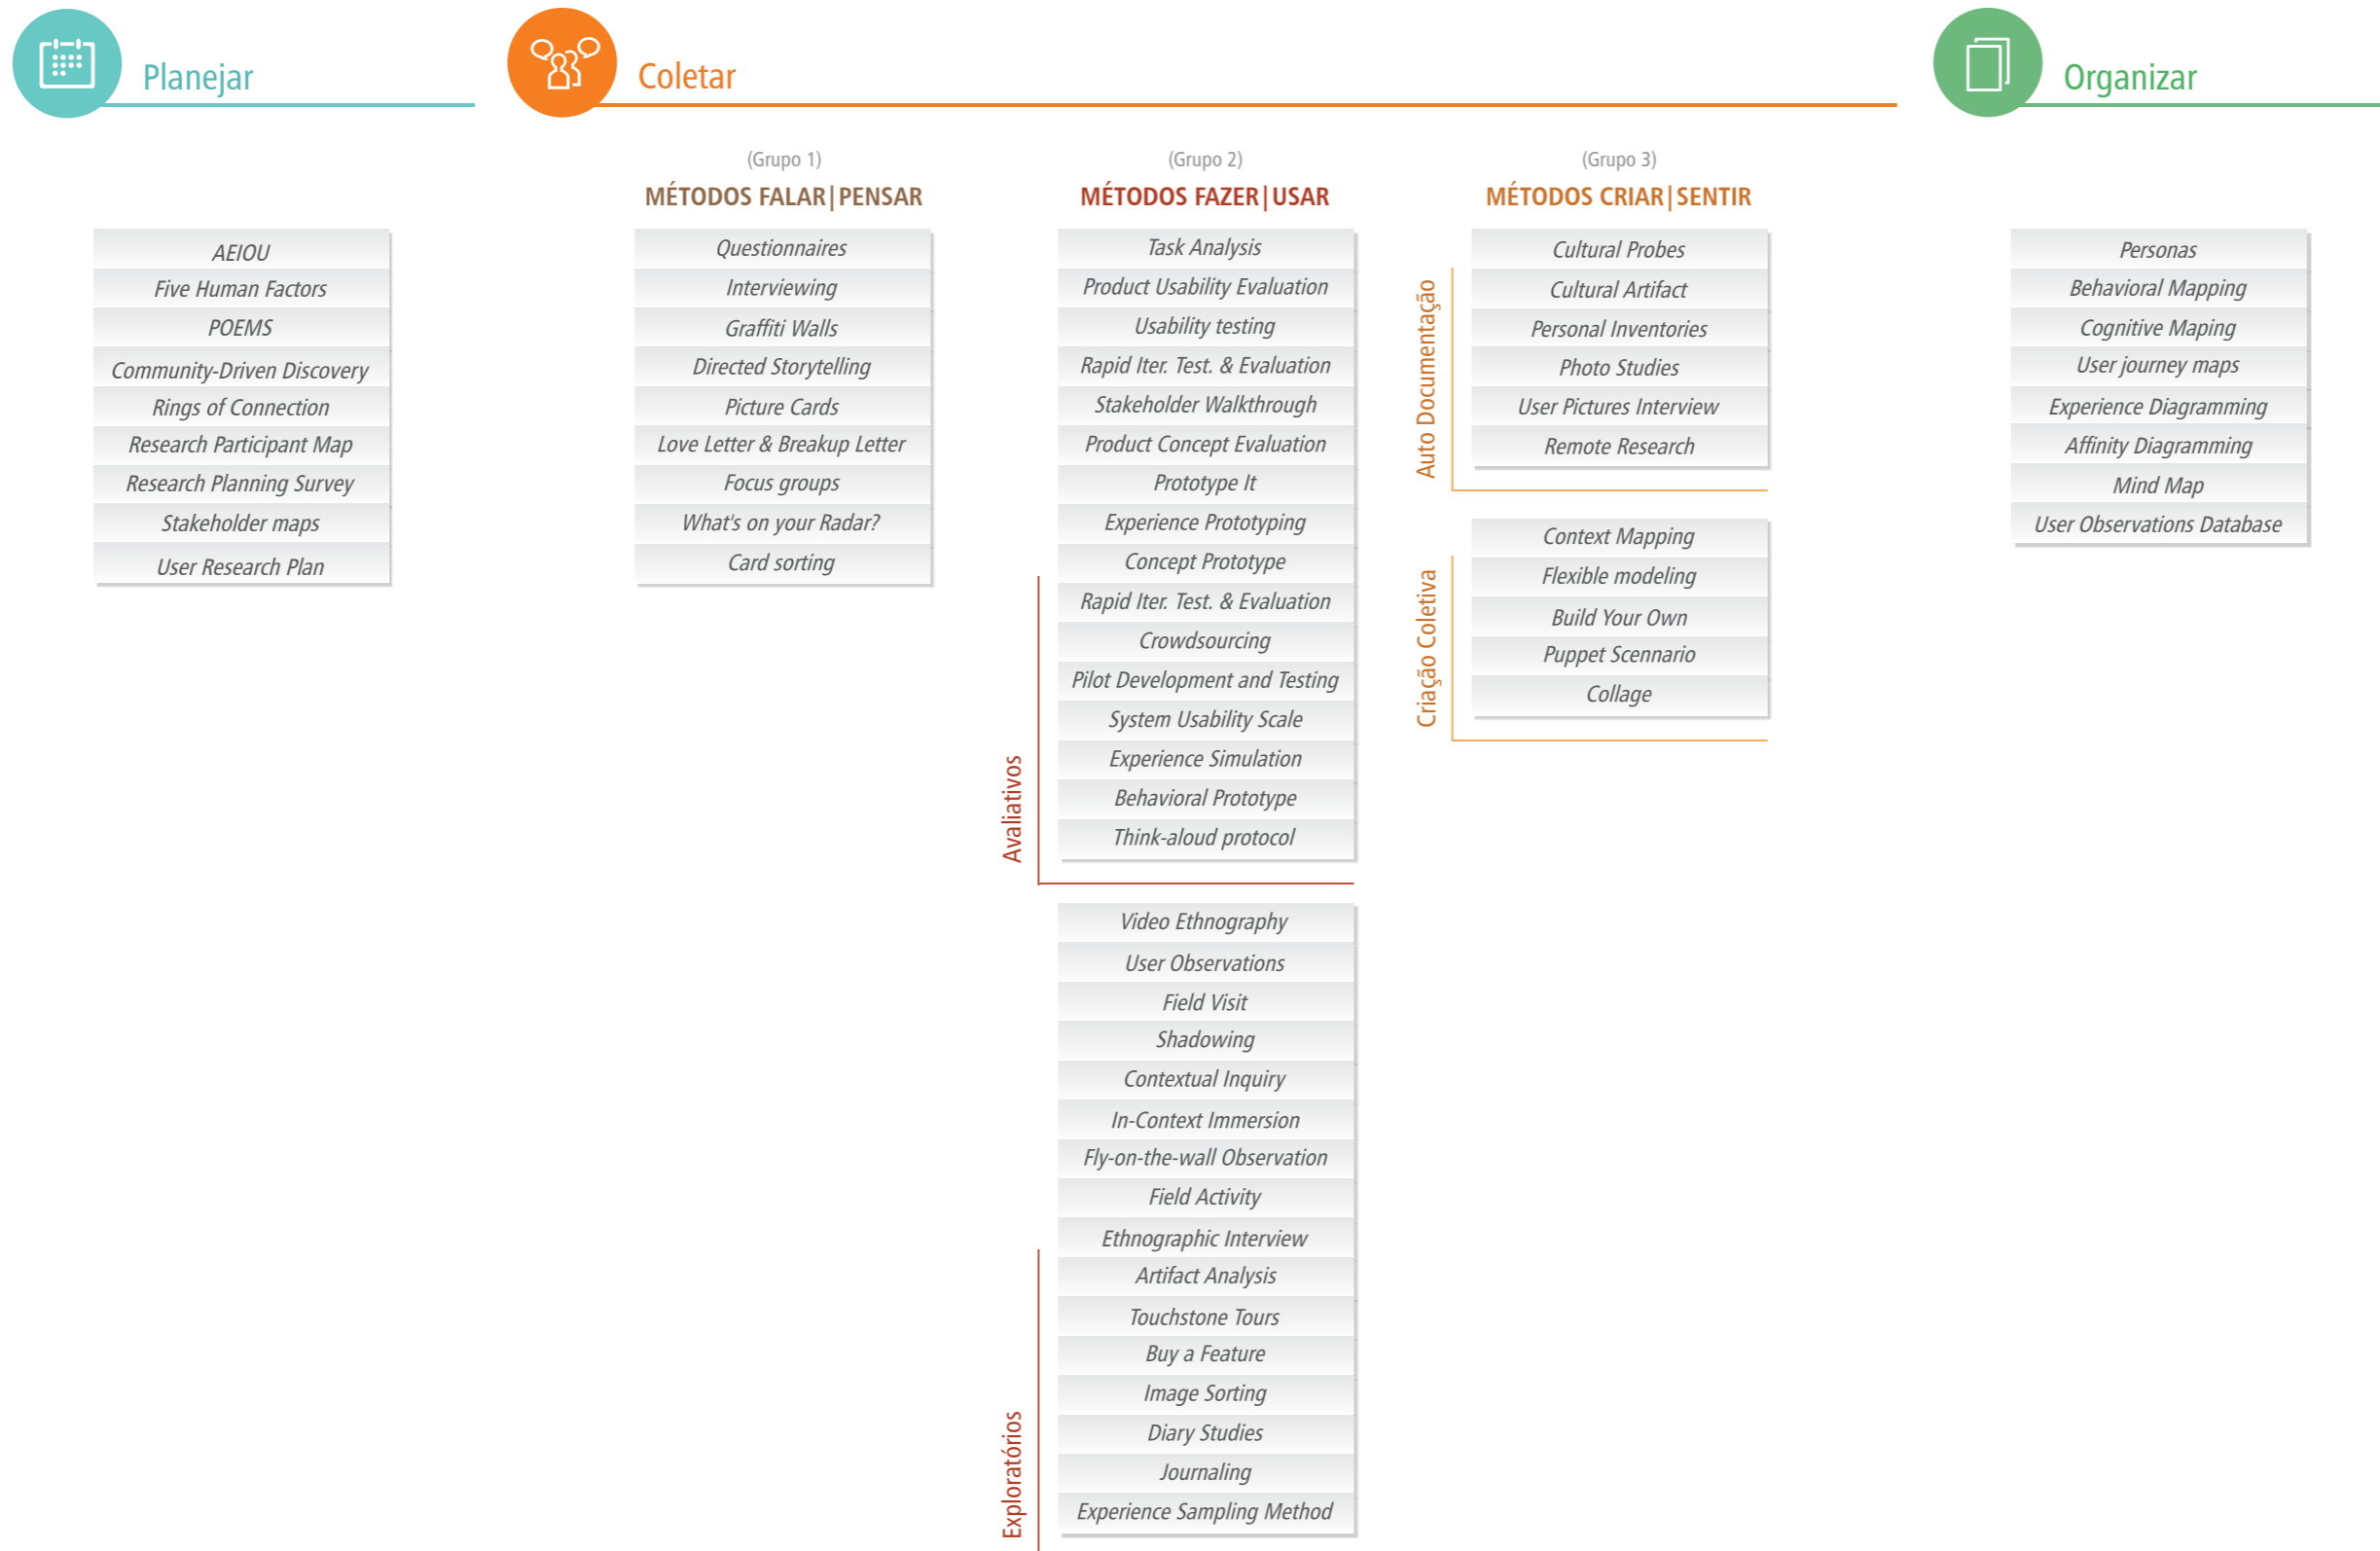 Planejar
AEIOU
Five Human Factors
POEMS
Community-Driven Discovery
Rings of Connection
Research Participant Map
Research Planning Survey
Stakeholder maps
User Research Plan
Coletar
(Grupo 1)
MÉTODOS FALAR|PENSAR
Questionnaires
Interviewing
Graffiti Walls
Directed Storytelling
Picture Cards
Love Letter & Breakup Letter
Focus groups
What's on your Radar?
Card sorting
(Grupo 2)
MÉTODOS FAZER|USAR
Avaliativos
Task Analysis
Product Usability Evaluation
Usability testing
Rapid Iter. Test. & Evaluation
Stakeholder Walkthrough
Product Concept Evaluation
Prototype It
Experience Prototyping
Concept Prototype
Rapid Iter. Test. & Evaluation
Crowdsourcing
Pilot Development and Testing
System Usability Scale
Experience Simulation
Behavioral Prototype
Think-aloud protocol
Exploratórios
Video Ethnography
User Observations
Field Visit
Shadowing
Contextual Inquiry
In-Context Immersion
Fly-on-the-wall Observation
Field Activity
Ethnographic Interview
Artifact Analysis
Touchstone Tours
Buy a Feature
Image Sorting
Diary Studies
Journaling
Experience Sampling Method
(Grupo 3)
MÉTODOS CRIAR|SENTIR
Auto Documentação
Cultural Probes
Cultural Artifact
Personal Inventories
Photo Studies
User Pictures Interview
Remote Research
Criação Coletiva
Context Mapping
Flexible modeling
Build Your Own
Puppet Scennario
Collage
Organizar
Personas
Behavioral Mapping
Cognitive Maping
User journey maps
Experience Diagramming
Affinity Diagramming
Mind Map
User Observations Database